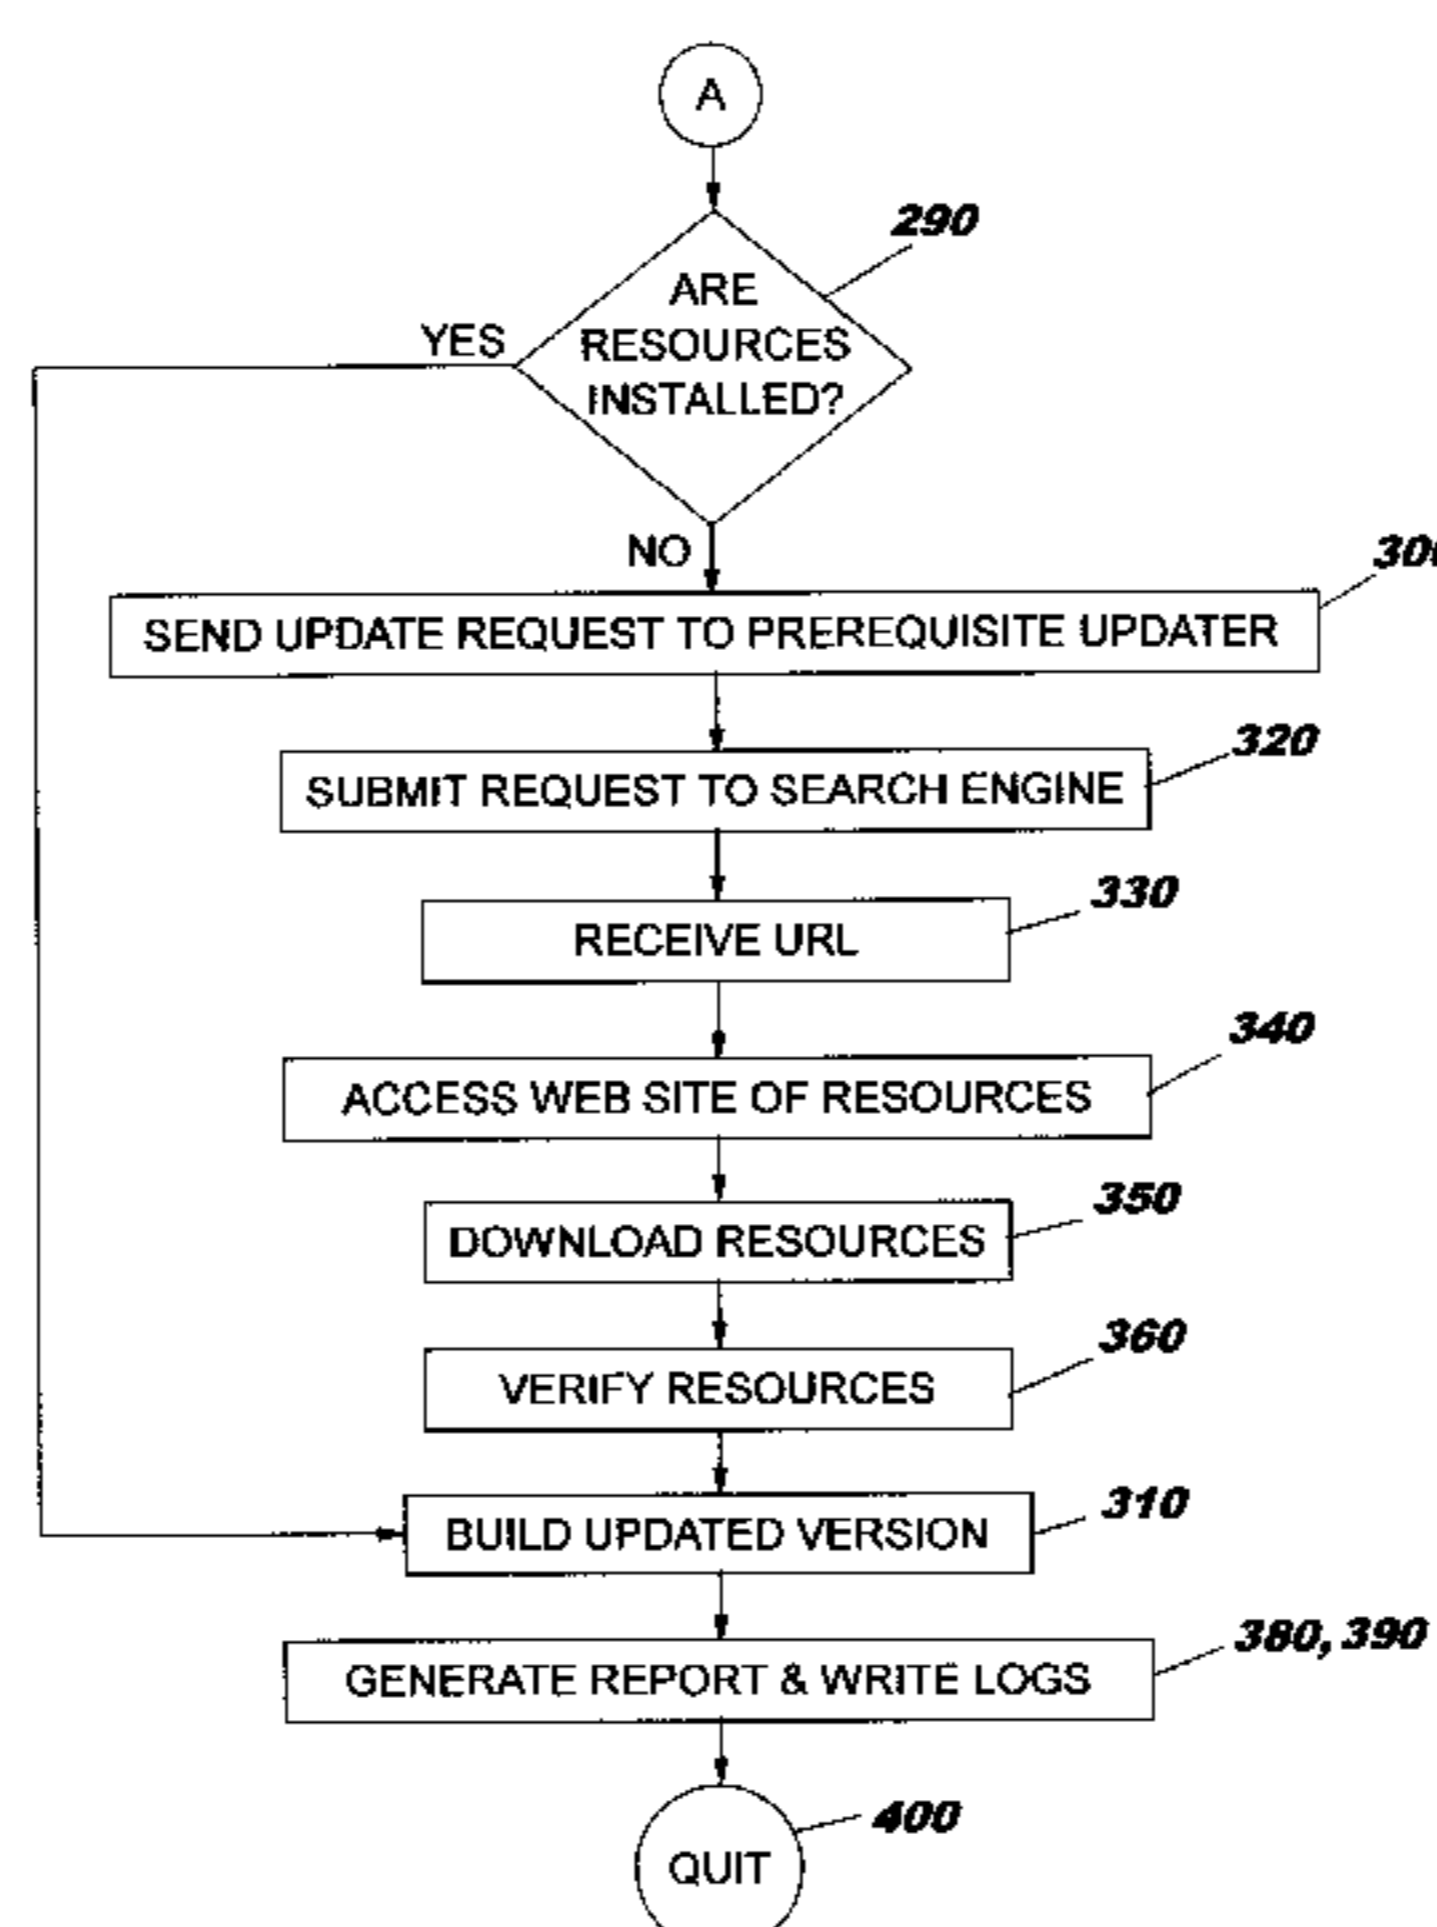 A
290
ARE
RESOURCES
INSTALLED?
YES
NO
300
SEND UPDATE REQUEST TO PREREQUISITE UPDATER
320
SUBMIT REQUEST TO SEARCH ENGINE
330
RECEIVE URL
340
ACCESS WEB SITE OF RESOURCES
350
DOWNLOAD RESOURCES
360
VERIFY RESOURCES
310
BUILD UPDATED VERSION
380, 390
GENERATE REPORT & WRITE LOGS
400
QUIT